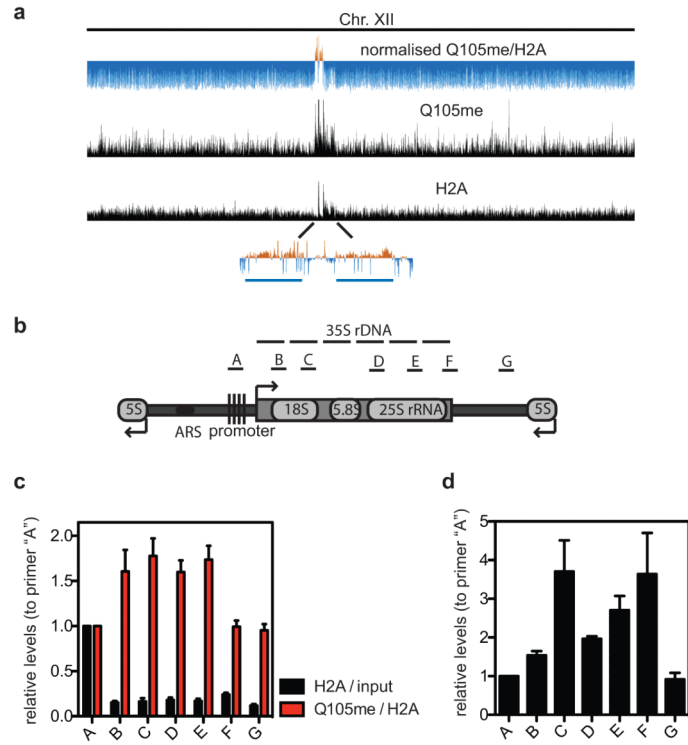 a
Chr. XII
normalised Q105me/H2A
Q105me
H2A
b
35S rDNA
A B C D E F G
5S ARS promoter 18S 5.8S 25S rRNA 5S
c
relative levels (to primer “A”)
2.0
1.5
1.0
0.5
0.0
A B C D E F G
H2A / input
Q105me / H2A
d
relative levels (to primer “A”)
5
4
3
2
1
0
A B C D E F G